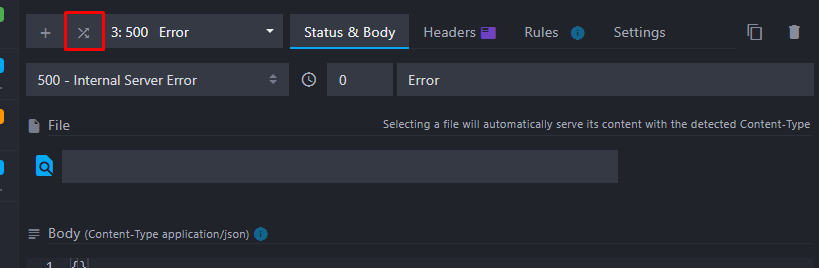 3: 500 Error Status & Body Headers Rules Settings
500 - Internal Server Error 0 Error
File Selecting a file will automatically serve its content with the detected Content-Type
Body (Content-Type application/json)
1 {}